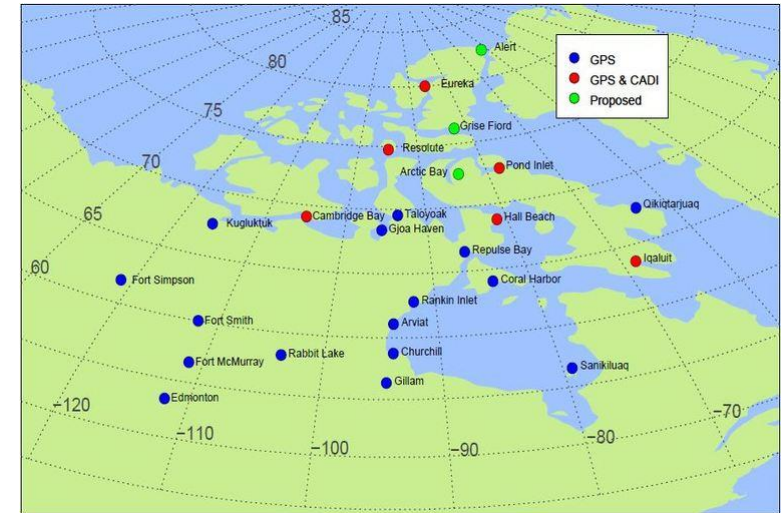 85
Alert
GPS
80
Eureka
GPS & CADI
Proposed
75
Grise Fiord
Resolute
70
Pond Inlet
Arctic Bay
Qikiqtarjuaq
65
Kugluktuk
Cambridge Bay
Taloyoak
Hall Beach
Gjoa Haven
Repulse Bay
Iqaluit
60
Fort Simpson
Coral Harbor
Rankin Inlet
Fort Smith
Arviat
Fort McMurray
Rabbit Lake
Churchill
Sanikiluaq
Gillam
Edmonton
−120
−70
−110
−100
−90
−80